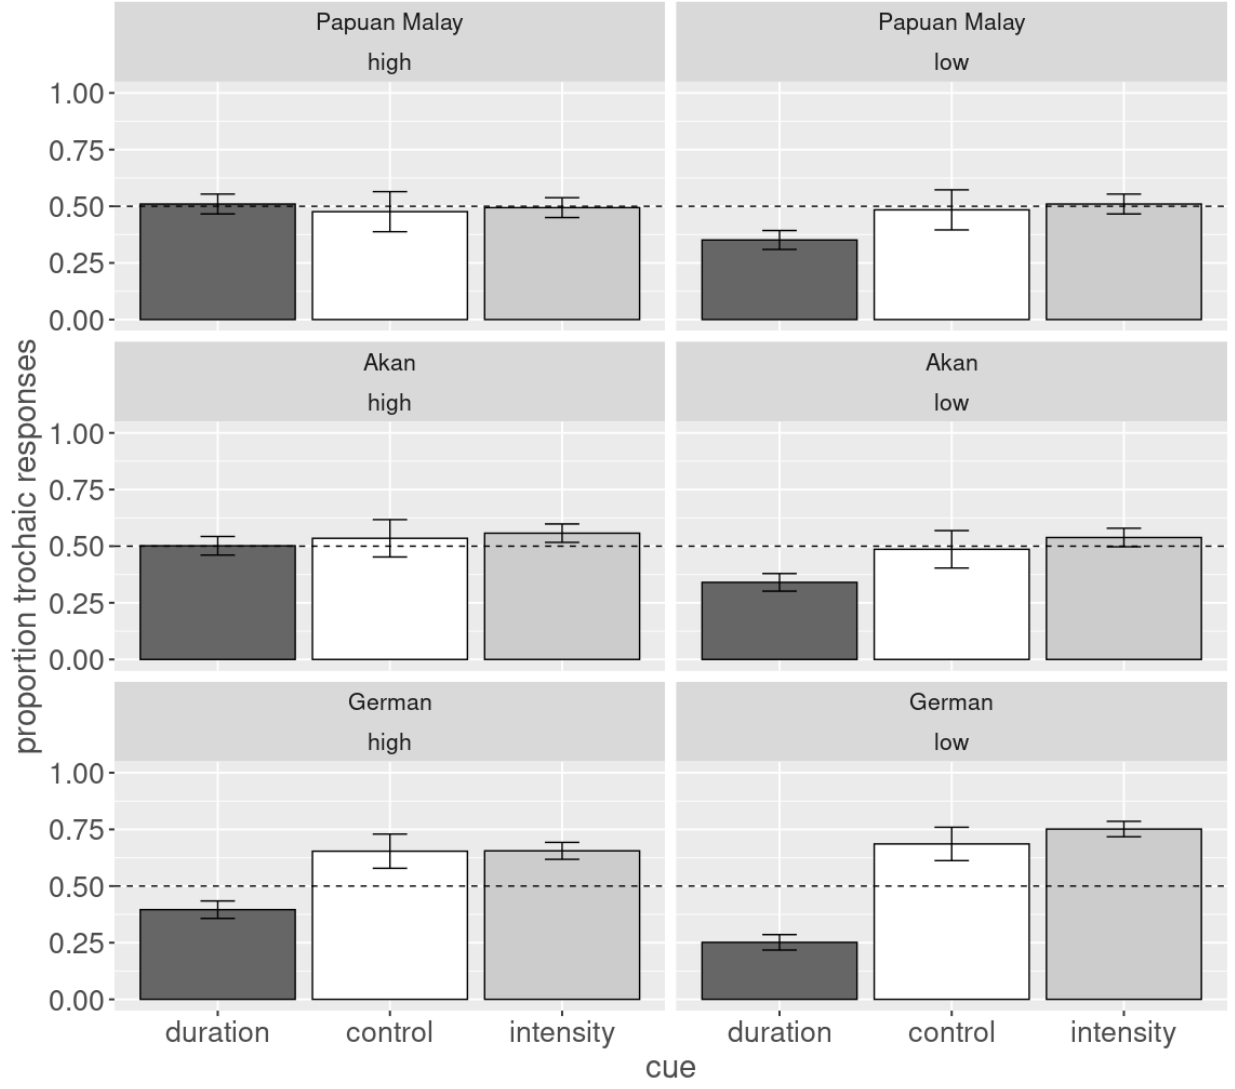 Papuan Malay
high
Papuan Malay
low
1.00
0.75
0.50
0.25
0.00
Akan
high
Akan
low
1.00
0.75
0.50
0.25
0.00
German
high
German
low
1.00
0.75
0.50
0.25
0.00
proportion trochaic responses
duration control intensity duration control intensity
cue